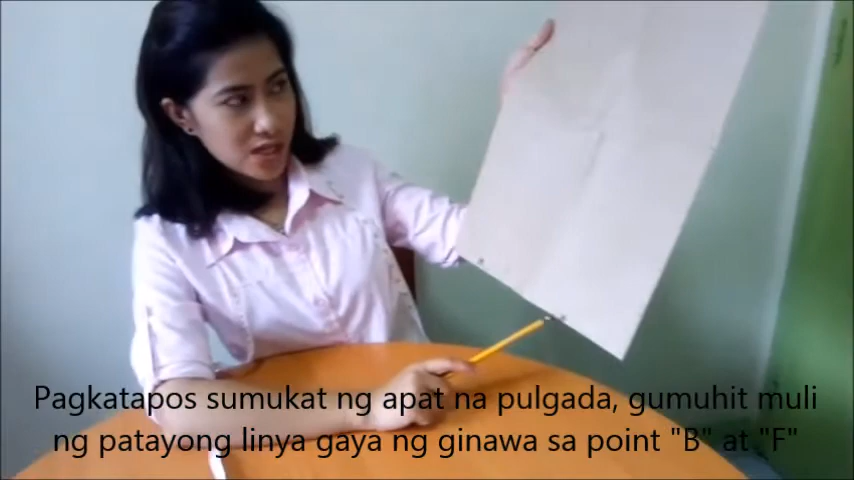 Pagkatapos sumukat ng apat na pulgada, gumuhit muli
ng patayong linya gaya ng ginawa sa point "B" at "F"